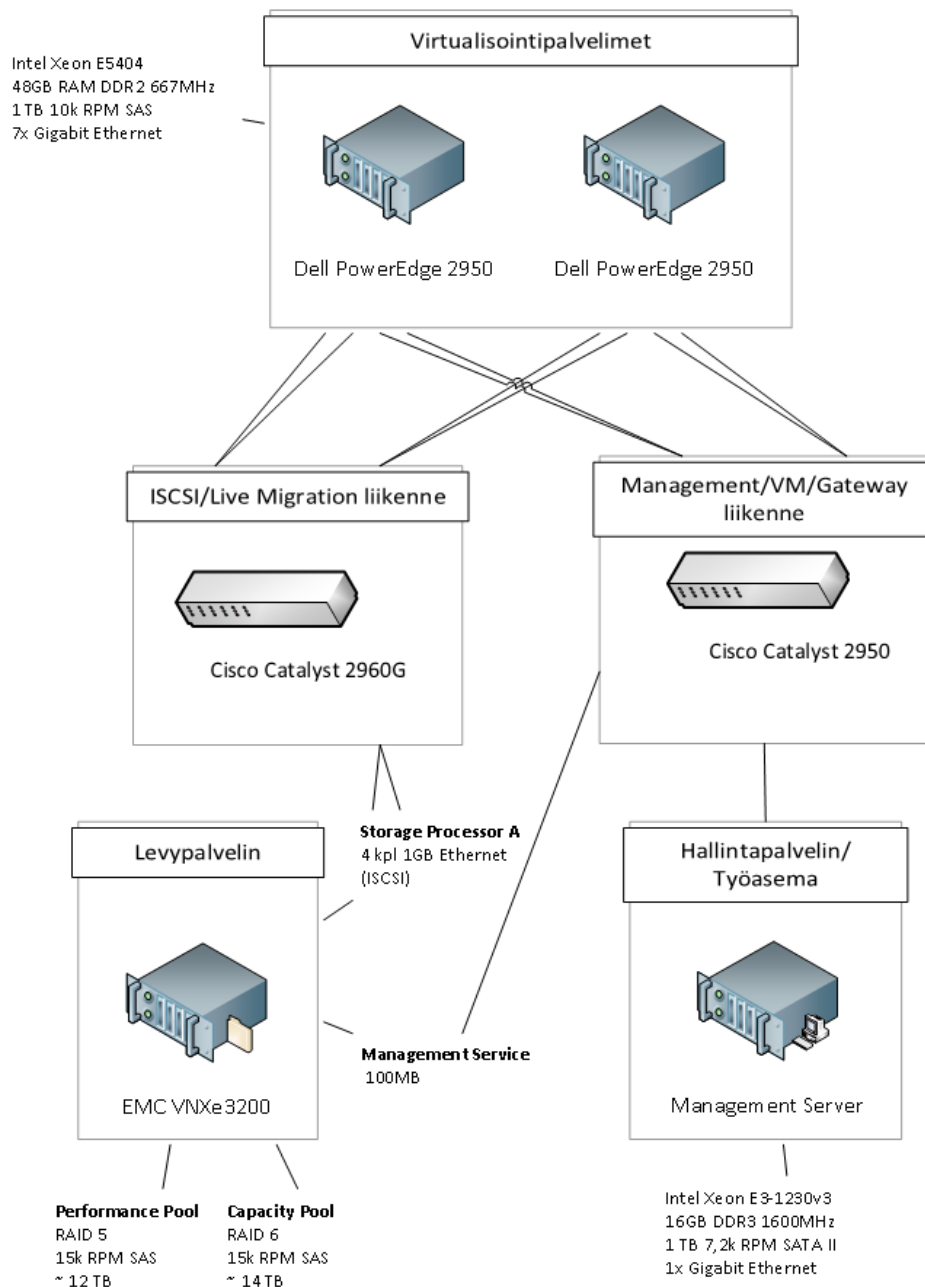 Virtualisointipalvelimet
Intel Xeon E5404
48GB RAM DDR2 667MHz
1 TB 10k RPM SAS
7x Gigabit Ethernet
Dell PowerEdge 2950
Dell PowerEdge 2950
ISCSI/Live Migration liikenne
Cisco Catalyst 2960G
Management/VM/Gateway
liikenne
Cisco Catalyst 2950
Levypalvelin
EMC VNXe3200
Storage Processor A
4 kpl 1GB Ethernet
(ISCSI)
Management Service
100MB
Hallintapalvelin/
Työasema
Management Server
Performance Pool
RAID 5
15k RPM SAS
~ 12 TB
Capacity Pool
RAID 6
15k RPM SAS
~ 14 TB
Intel Xeon E3-1230v3
16GB DDR3 1600MHz
1 TB 7,2k RPM SATA II
1x Gigabit Ethernet